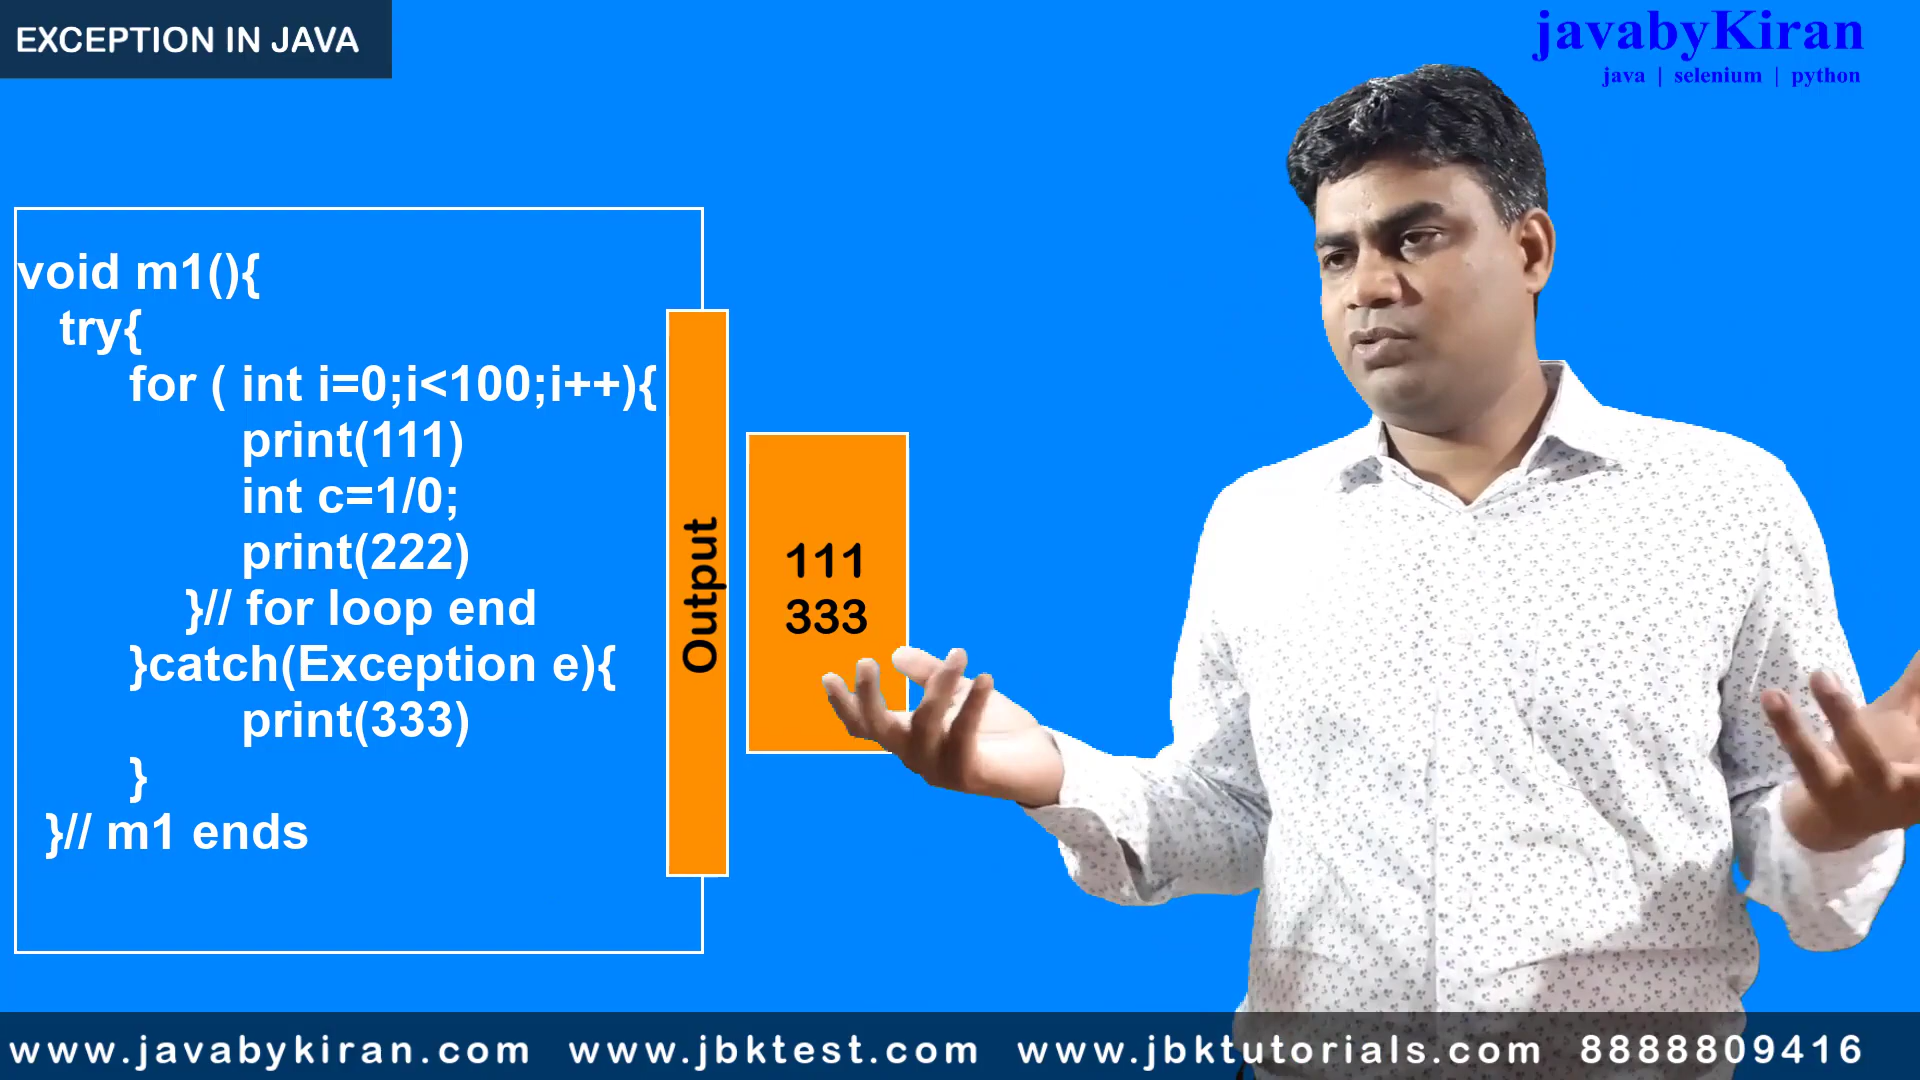 EXCEPTION IN JAVA
javabyKiran
java | selenium | python
void m1(){
try{
for ( int i=0;i<100;i++){
print(111)
int c=1/0;
print(222)
}// for loop end
}catch(Exception e){
print(333)
}
}// m1 ends
Output
111
333
www.javabykiran.com www.jbktest.com www.jbktutorials.com 8888809416